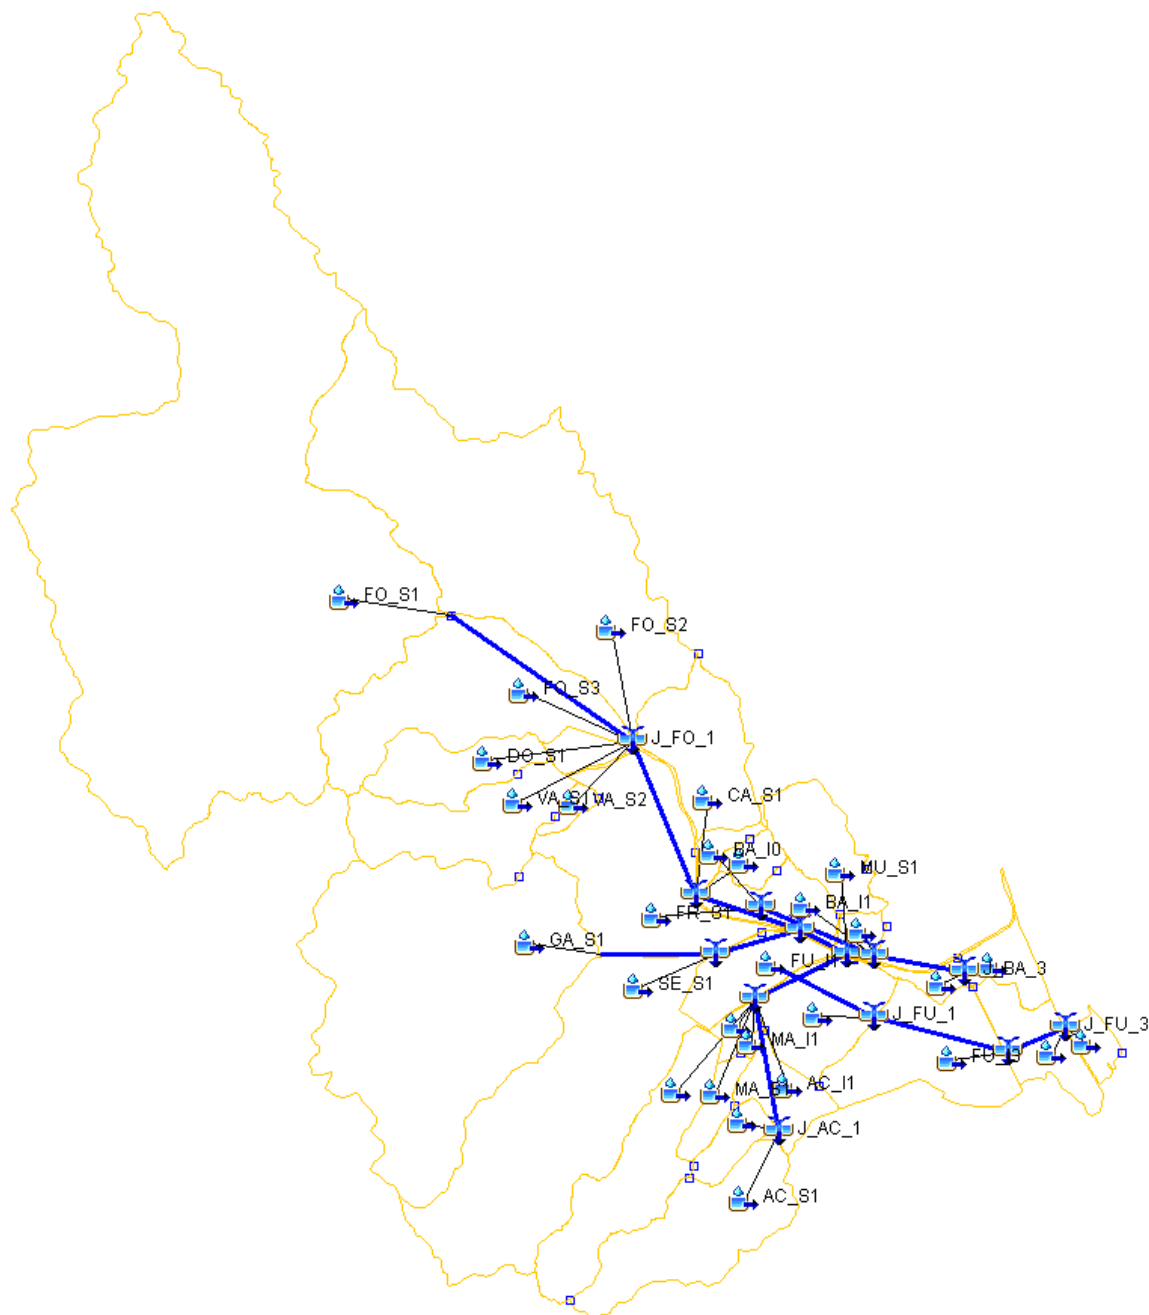 FO_S1
FO_S2
FO_S3
J_FO_1
DO_S1
VA_S1
VA_S2
CA_S1
BA_I0
MU_S1
BA_I1
FR_S1
GA_S1
FU_I1
J_BA_3
SE_S1
J_FU_1
J_FU_3
MA_I1
AC_I1
J_AC_1
AC_S1